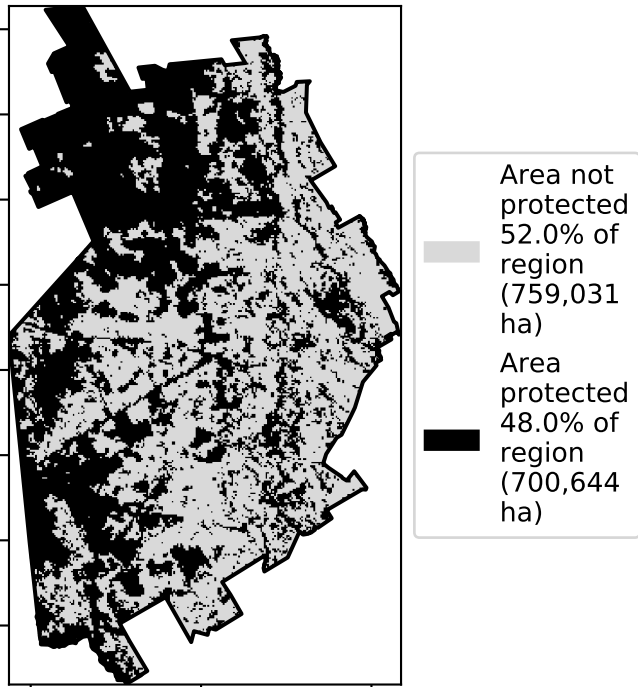 Area not
protected
52.0% of
region
(759,031
ha)
Area
protected
48.0% of
region
(700,644
ha)